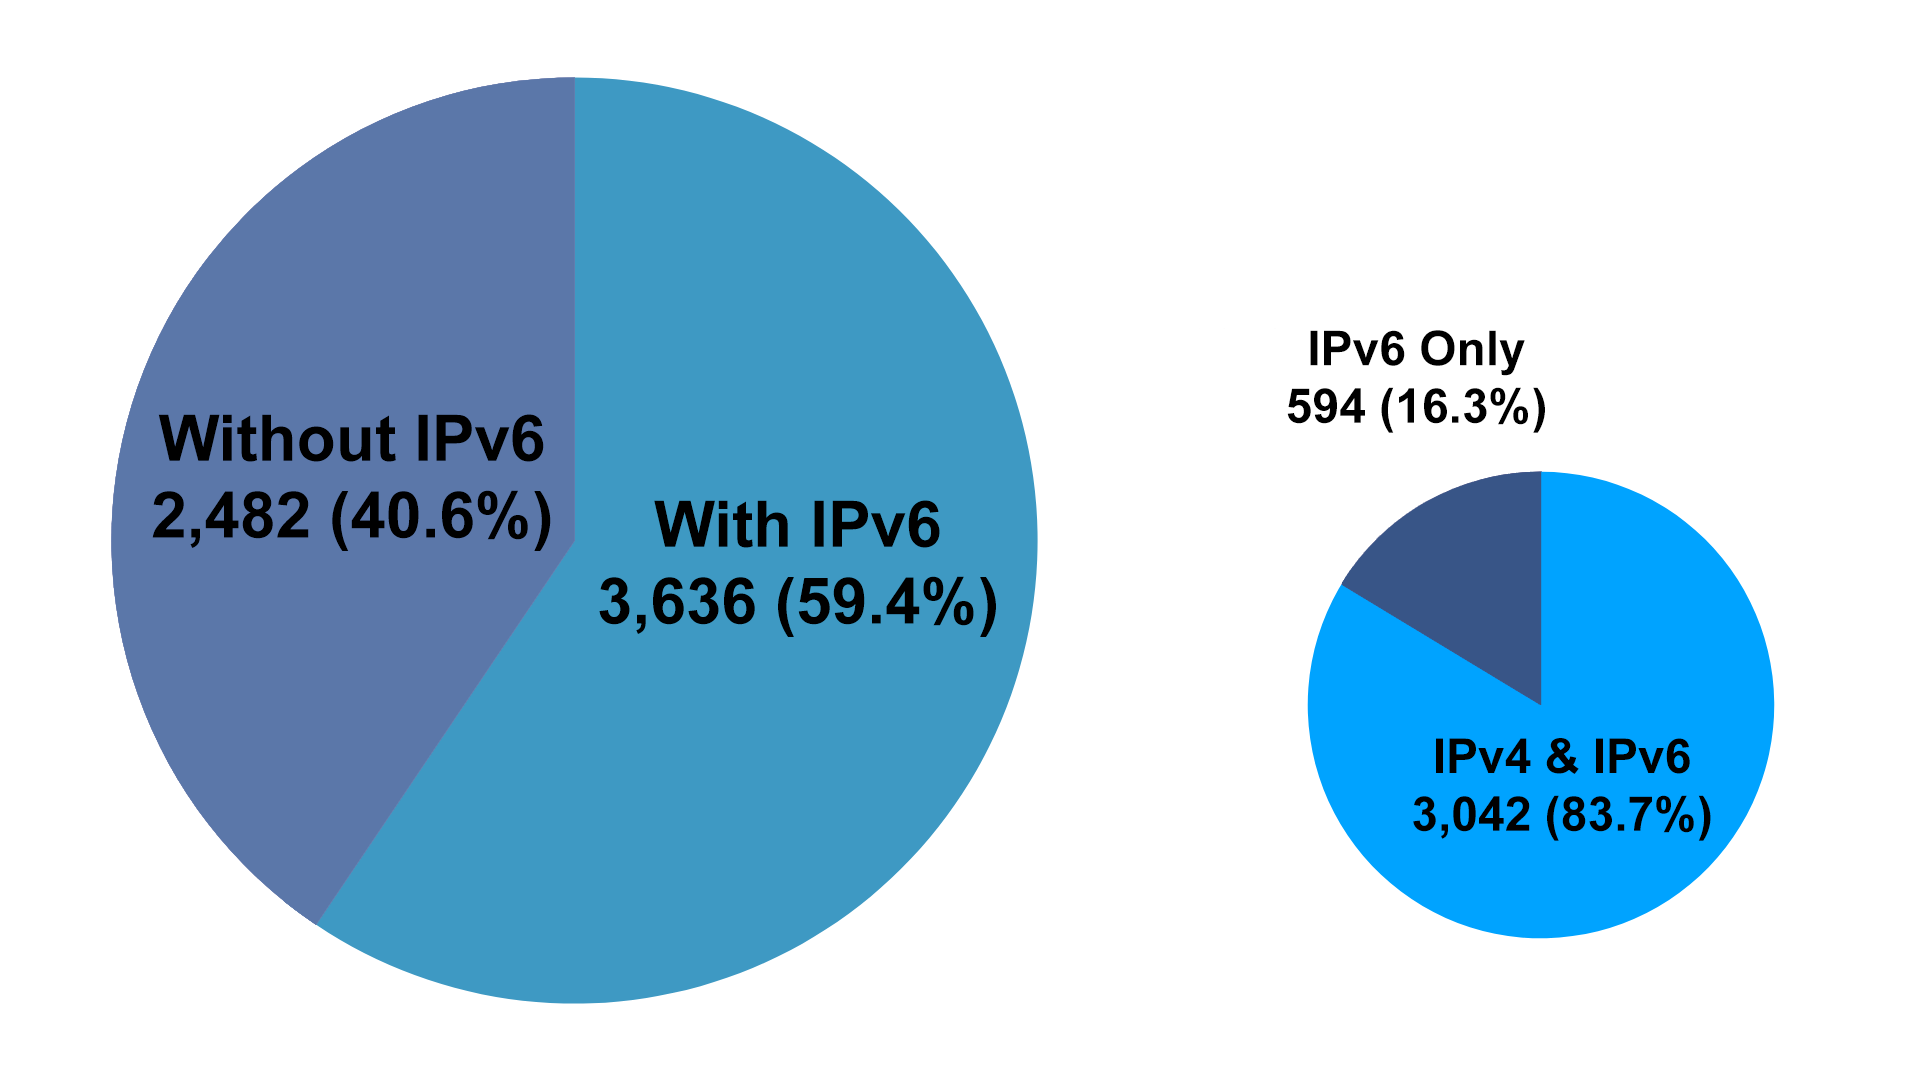 Without IPv6
2,482 (40.6%)
With IPv6
3,636 (59.4%)
IPv6 Only
594 (16.3%)
IPv4 & IPv6
3,042 (83.7%)